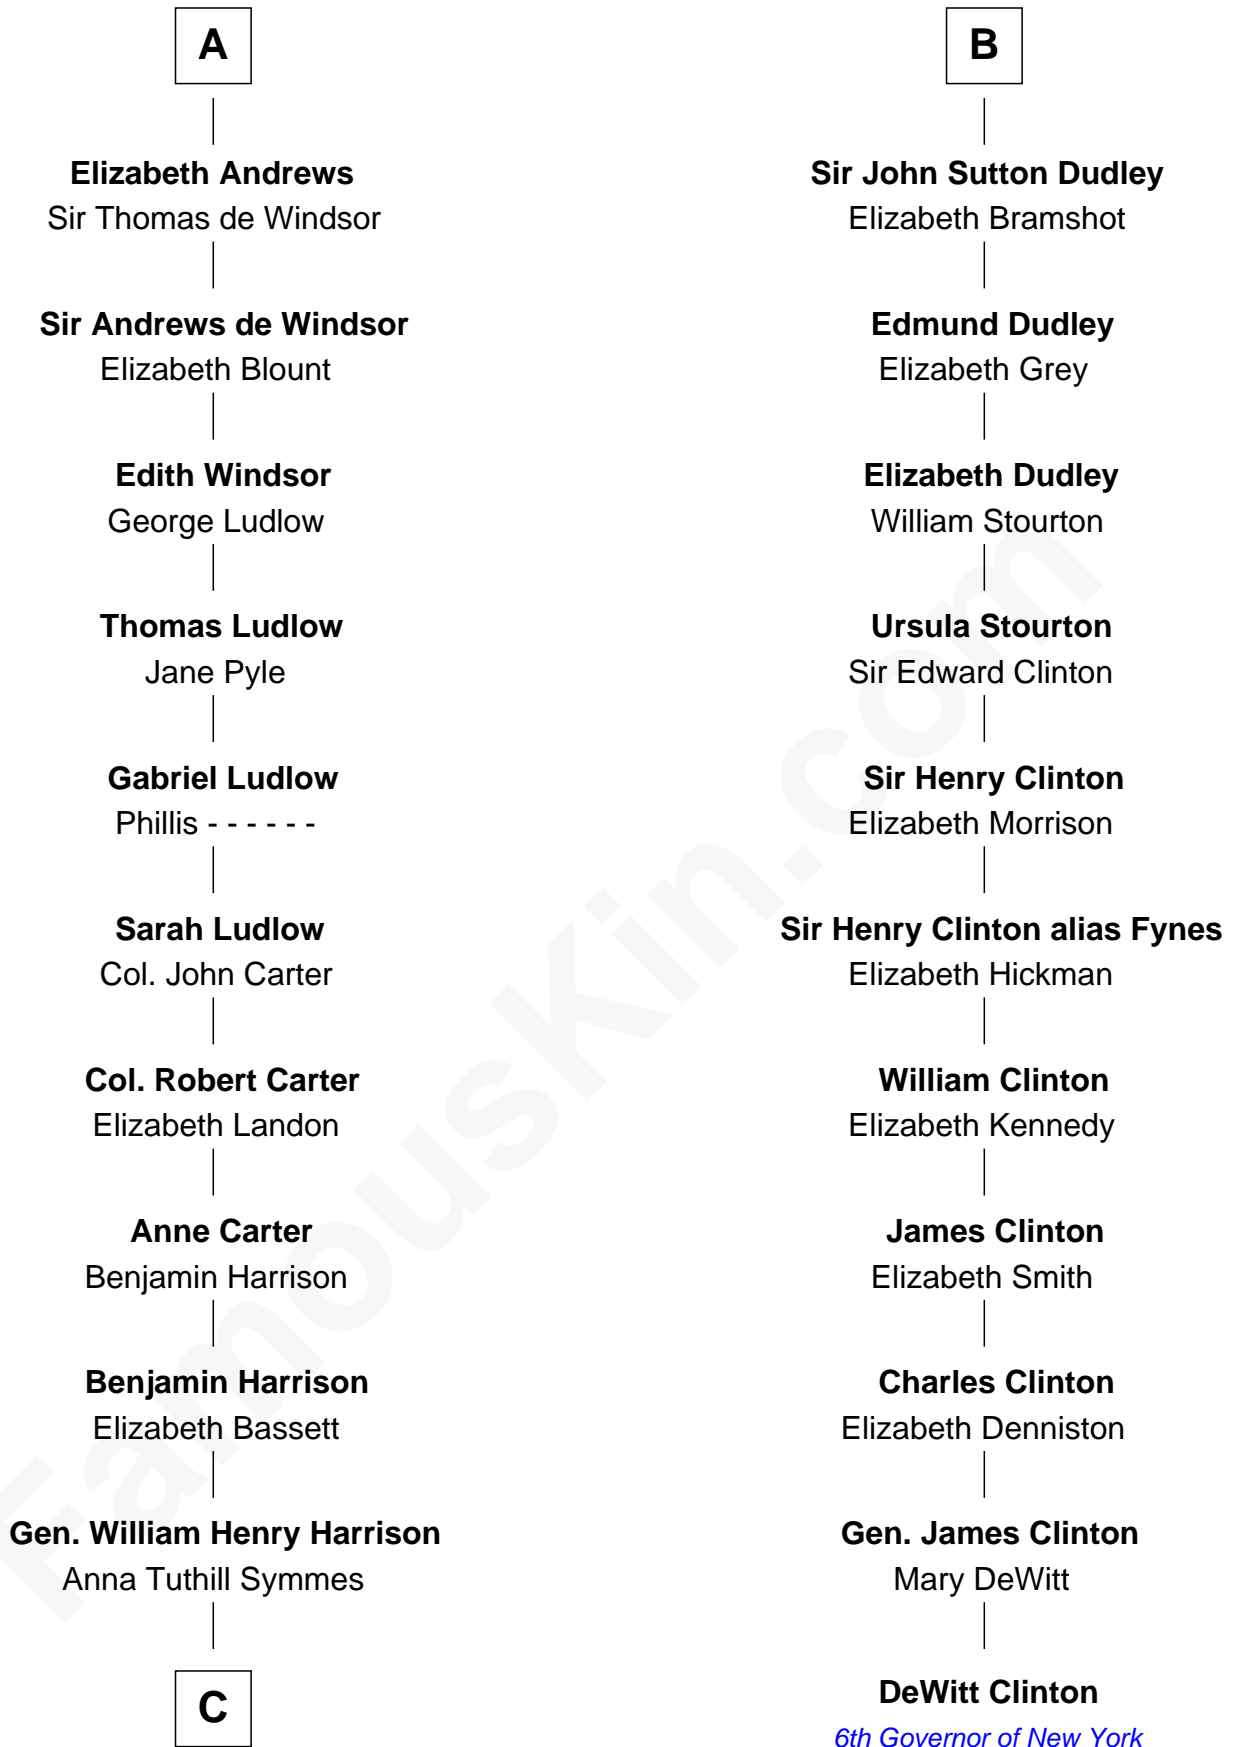 A
Elizabeth Andrews
Sir Thomas de Windsor
Sir Andrews de Windsor
Elizabeth Blount
Edith Windsor
George Ludlow
Thomas Ludlow
Jane Pyle
Gabriel Ludlow
Phillis - - - - - -
Sarah Ludlow
Col. John Carter
Col. Robert Carter
Elizabeth Landon
Anne Carter
Benjamin Harrison
Benjamin Harrison
Elizabeth Bassett
Gen. William Henry Harrison
Anna Tuthill Symmes
C
B
Sir John Sutton Dudley
Elizabeth Bramshot
Edmund Dudley
Elizabeth Grey
Elizabeth Dudley
William Stourton
Ursula Stourton
Sir Edward Clinton
Sir Henry Clinton
Elizabeth Morrison
Sir Henry Clinton alias Fynes
Elizabeth Hickman
William Clinton
Elizabeth Kennedy
James Clinton
Elizabeth Smith
Charles Clinton
Elizabeth Denniston
Gen. James Clinton
Mary DeWitt
DeWitt Clinton
6th Governor of New York
FamousKin.com